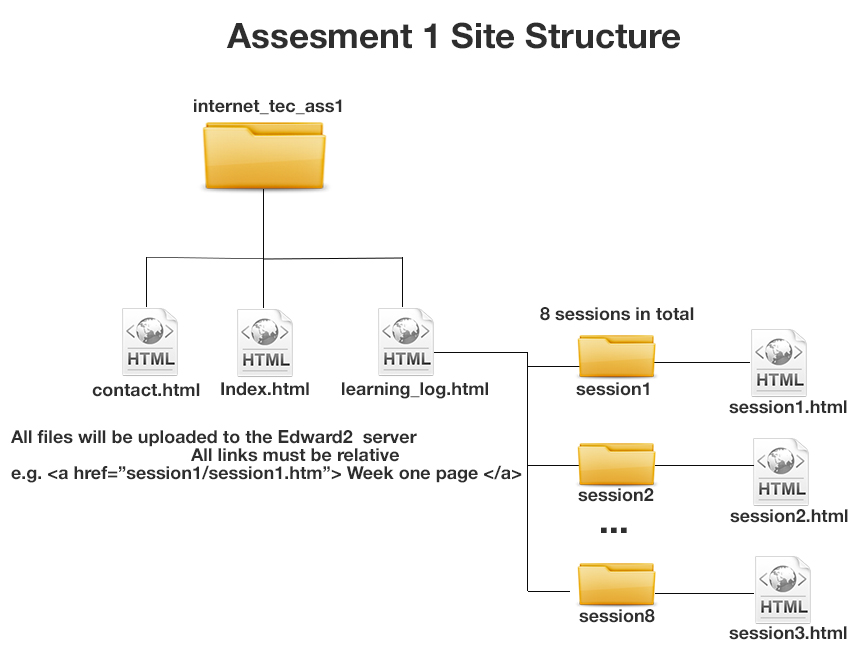 Assesment 1 Site Structure
internet_tec_ass1
HTML
HTML
HTML
contact.html
Index.html
learning_log.html
8 sessions in total
session1
HTML
session1.html
session2
HTML
session2.html
...
session8
HTML
session3.html
All files will be uploaded to the Edward2  server
All links must be relative
e.g. <a href=”session1/session1.htm”> Week one page </a>